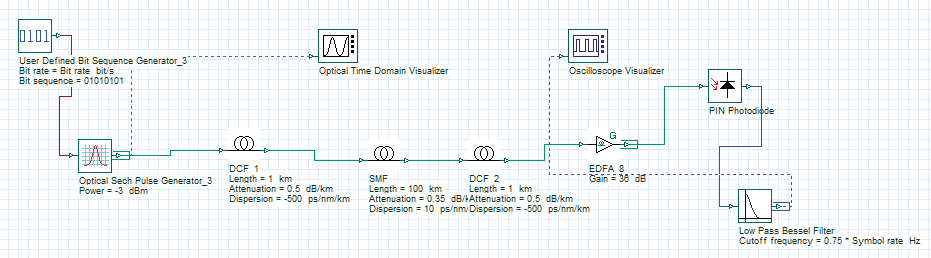 0101
User Defined Bit Sequence Generator_3
Bit rate = Bit rate bit/s
Bit sequence = 01010101
Optical Time Domain Visualizer
Oscilloscope Visualizer
PIN Photodiode
Optical Sech Pulse Generator_3
Power = -3 dBm
DCF 1
Length = 1 km
Attenuation = 0.5 dB/km
Dispersion = -500 ps/nm/km
SMF
Length = 100 km
Attenuation = 0.35 dB/k
Dispersion = 10 ps/nm/
DCF 2
Length = 1 km
Attenuation = 0.5 dB/km
Dispersion = -500 ps/nm/km
G
EDFA 8
Gain = 36 dB
Low Pass Bessel Filter
Cutoff frequency = 0.75 * Symbol rate Hz